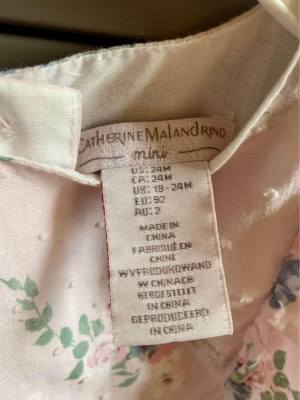 CATHERINE MALANDRINO
mini
US: 24M
CA: 24M
UK: 18-24M
EU: 92
AU: 2
MADE IN
CHINA
FABRIQUÉ EN
CHINE
WYPRODUKOWANO
W CHINACH
HERGESTELLT
IN CHINA
GEPRODUCEERD
IN CHINA